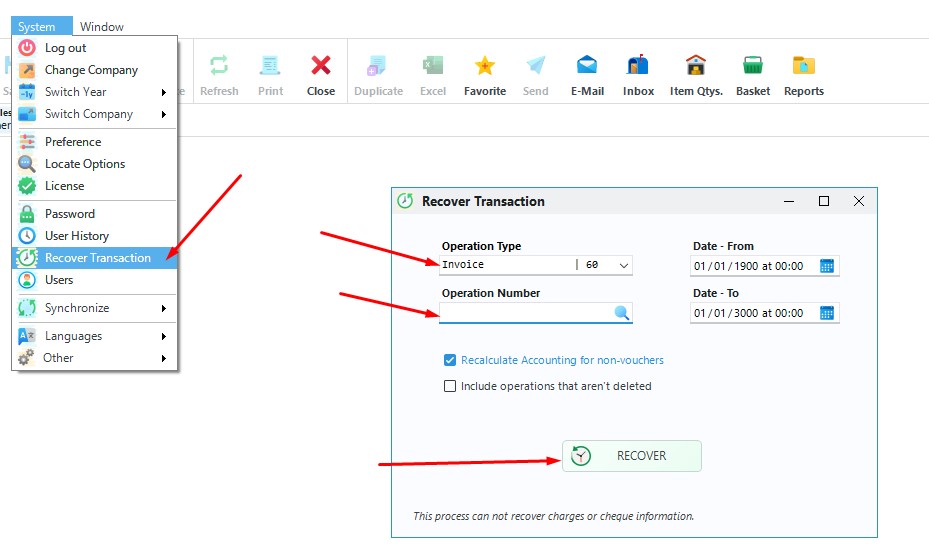 System Window
Log out
Change Company
Switch Year
Switch Company
Preference
Locate Options
License
Password
User History
Recover Transaction
Users
Synchronize
Languages
Other
Refresh Print Close Duplicate Excel Favorite Send E-Mail Inbox Item Qtys. Basket Reports
Recover Transaction
Operation Type Date - From
Invoice | 60 01/01/1900 at 00:00
Operation Number Date - To
01/01/3000 at 00:00
Recalculate Accounting for non-vouchers
Include operations that aren't deleted
RECOVER
This process can not recover charges or cheque information.